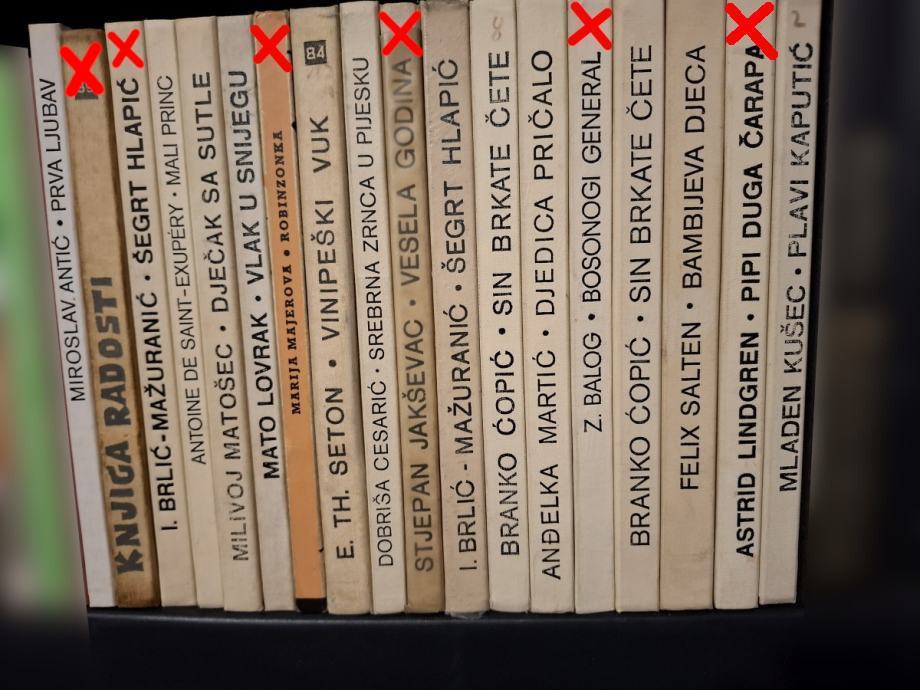 MIROSLAV ANTIĆ • PRVA LJUBAV
KNJIGA RADOSTI
I. BRLIĆ-MAŽURANIĆ • ŠEGRT HLAPIĆ
ANTOINE DE SAINT-EXUPÉRY • MALI PRINC
MILIVOJ MATOŠEC • DJEČAK SA SUTLE
MATO LOVRAK • VLAK U SNIJEGU
MARIJA MAJEROVA • ROBINZONKA
84
E. TH. SETON • VINIPEŠKI VUK
DOBRIŠA CESARIĆ • SREBRNA ZRNCA U PIJESKU
STJEPAN JAKŠEVAC • VESELA GODINA
I. BRLIĆ - MAŽURANIĆ • ŠEGRT HLAPIĆ
BRANKO ĆOPIĆ • SIN BRKATE ČETE
ANĐELKA MARTIĆ • DJEDICA PRIČALO
Z. BALOG • BOSONOGI GENERAL
BRANKO ĆOPIĆ • SIN BRKATE ČETE
FELIX SALTEN • BAMBIJEVA DJECA
ASTRID LINDGREN • PIPI DUGA ČARAPA
MLADEN KUŠEC • PLAVI KAPUTIĆ